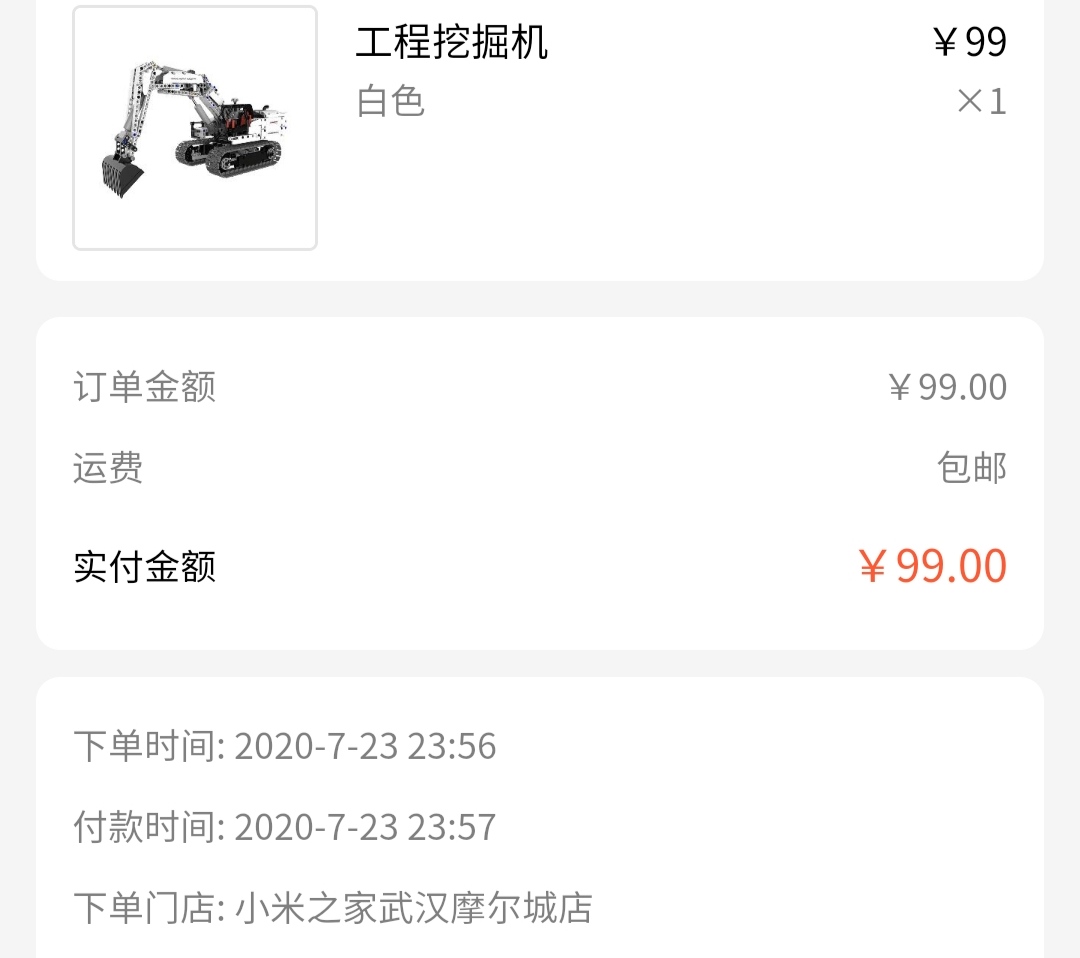 工程挖掘机 ￥99
白色 ×1
订单金额 ￥99.00
运费 包邮
实付金额 ￥99.00
下单时间: 2020-7-23 23:56
付款时间: 2020-7-23 23:57
下单门店: 小米之家武汉摩尔城店